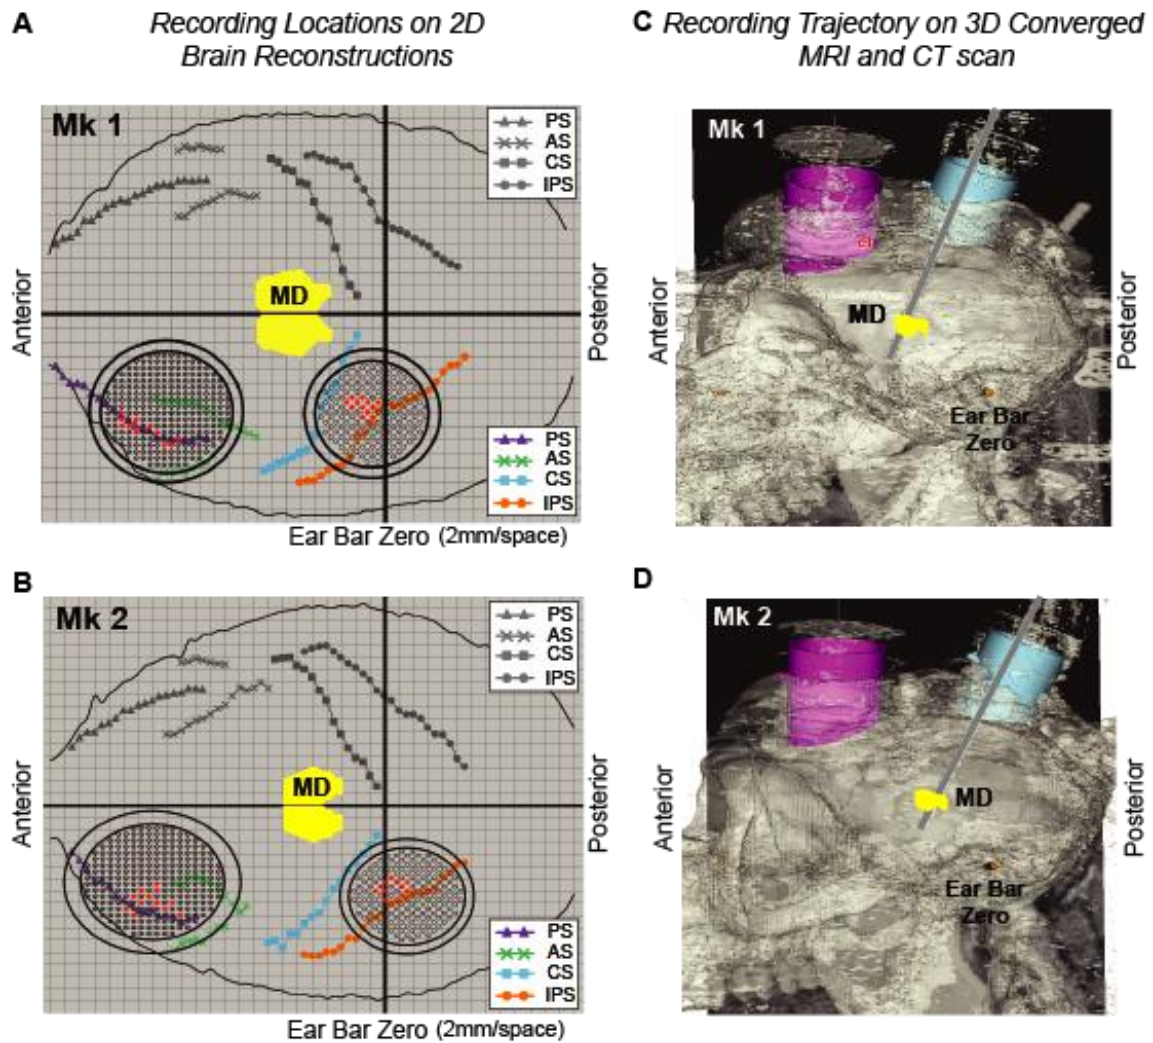 A
Recording Locations on 2D
Brain Reconstructions
Mk 1
PS
AS
CS
IPS
MD
Anterior
Posterior
PS
AS
CS
IPS
Ear Bar Zero (2mm/space)
B
Mk 2
PS
AS
CS
IPS
MD
Anterior
Posterior
PS
AS
CS
IPS
Ear Bar Zero (2mm/space)
C
Recording Trajectory on 3D Converged
MRI and CT scan
Mk 1
MD
Anterior
Posterior
Ear Bar
Zero
D
Mk 2
MD
Anterior
Posterior
Ear Bar
Zero